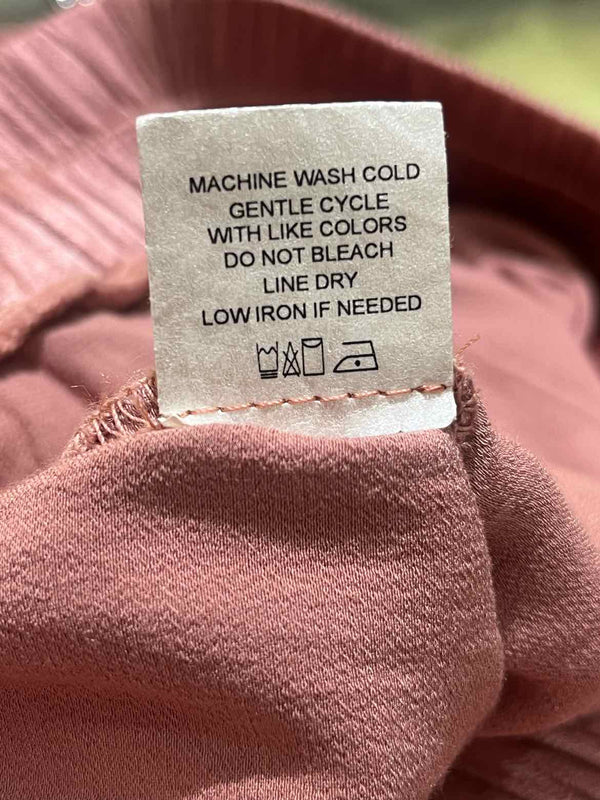 MACHINE WASH COLD
GENTLE CYCLE
WITH LIKE COLORS
DO NOT BLEACH
LINE DRY
LOW IRON IF NEEDED